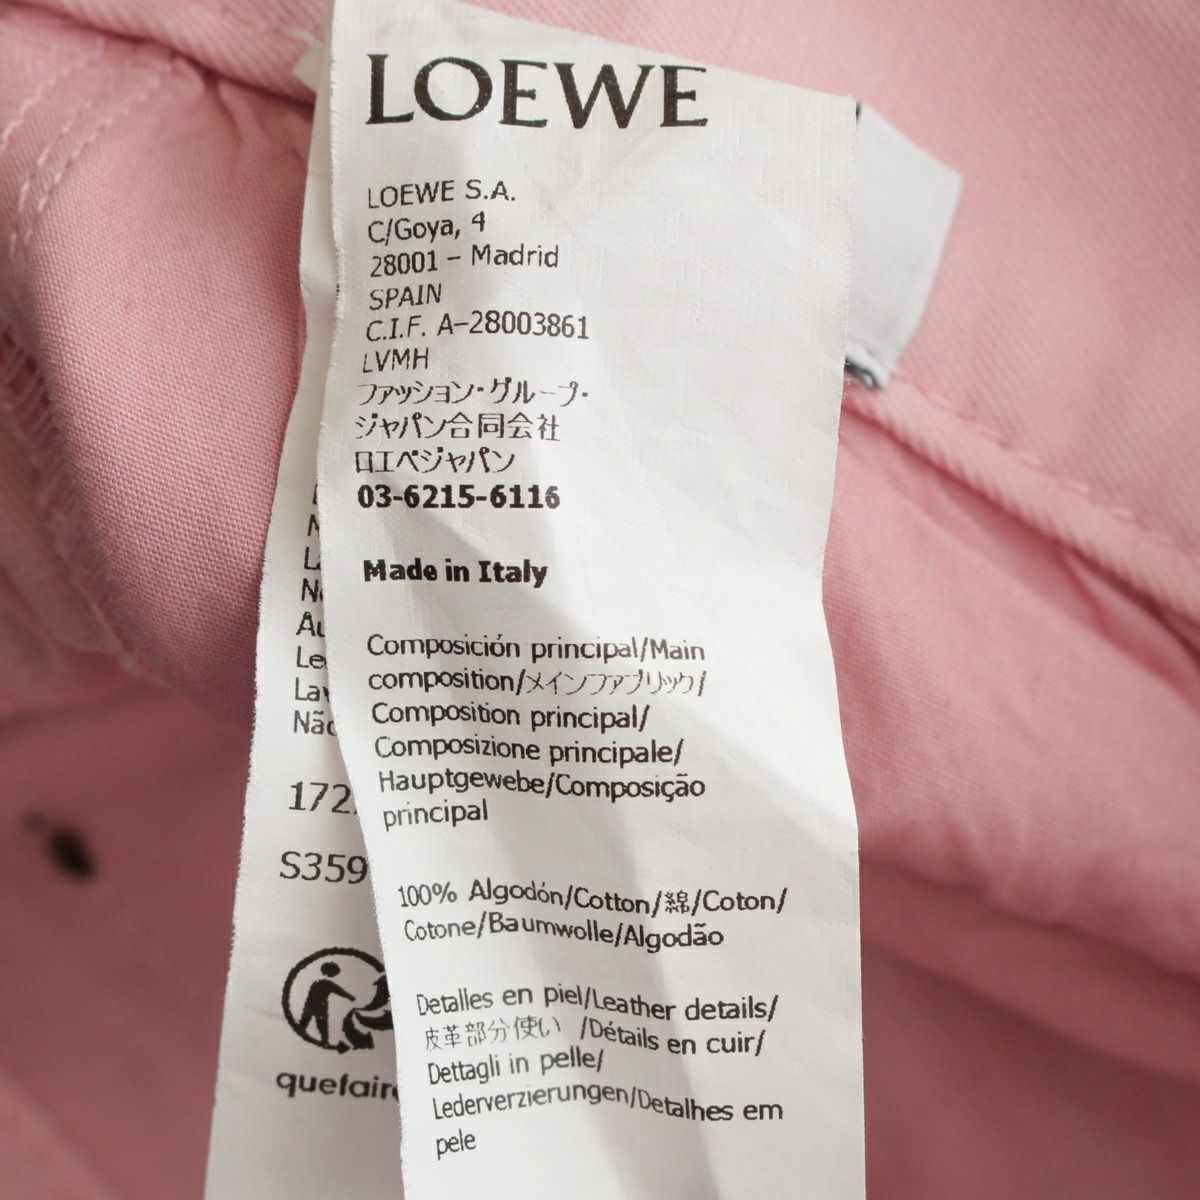 LOEWE
LOEWE S.A.
C/Goya, 4
28001 – Madrid
SPAIN
C.I.F. A-28003861
LVMH
ファッション・グループ・
ジャパン合同会社
ロエベジャパン
03-6215-6116
Made in Italy
Composición principal/Main
composition/メインファブリック/
Composition principal/
Composizione principale/
Hauptgewebe/Composição
principal
100% Algodón/Cotton/綿/Coton/
Cotone/Baumwolle/Algodão
Detalles en piel/Leather details/
皮革部分使い /Détails en cuir/
Dettagli in pelle/
Lederverzierungen/Detalhes em
pele
Não
172
S359
quefaire